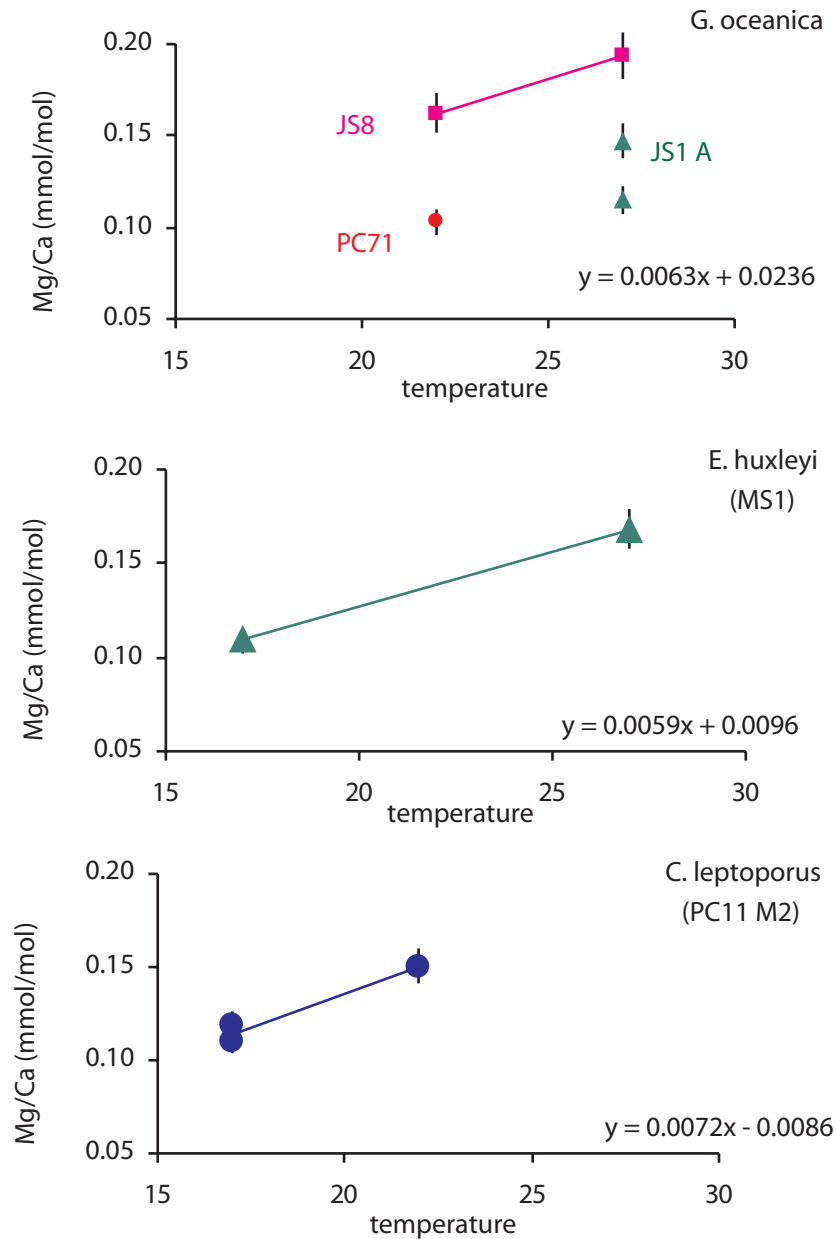 G. oceanica
0.20
JS8
0.15
JS1 A
Mg/Ca (mmol/mol)
0.10
PC71
y = 0.0063x + 0.0236
0.05
15 20 25 30
temperature
E. huxleyi
(MS1)
0.20
0.15
Mg/Ca (mmol/mol)
0.10
y = 0.0059x + 0.0096
0.05
15 20 25 30
temperature
C. leptoporus
(PC11 M2)
0.20
0.15
Mg/Ca (mmol/mol)
0.10
y = 0.0072x - 0.0086
0.05
15 20 25 30
temperature